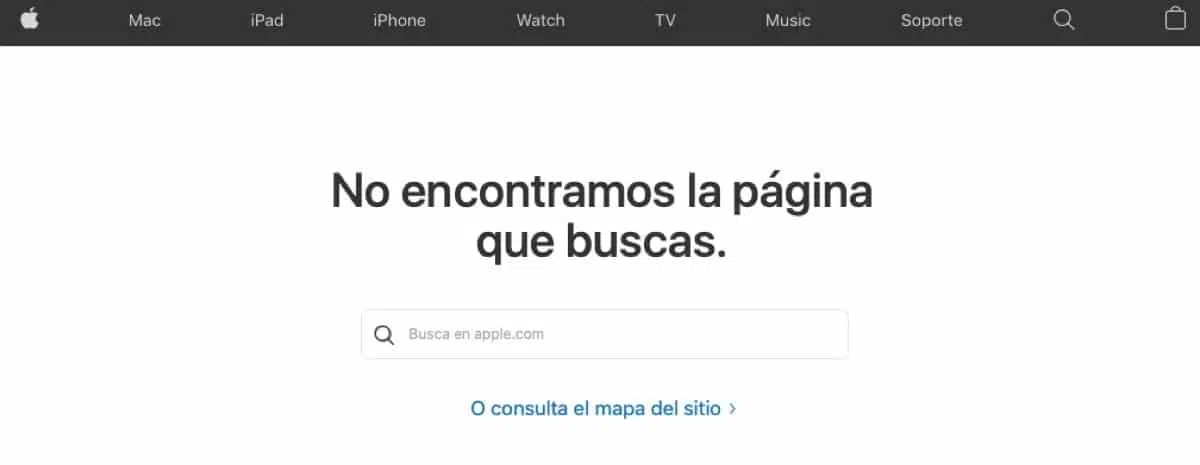 Mac iPad iPhone Watch TV Music Soporte
No encontramos la página
que buscas.
Busca en apple.com
O consulta el mapa del sitio >